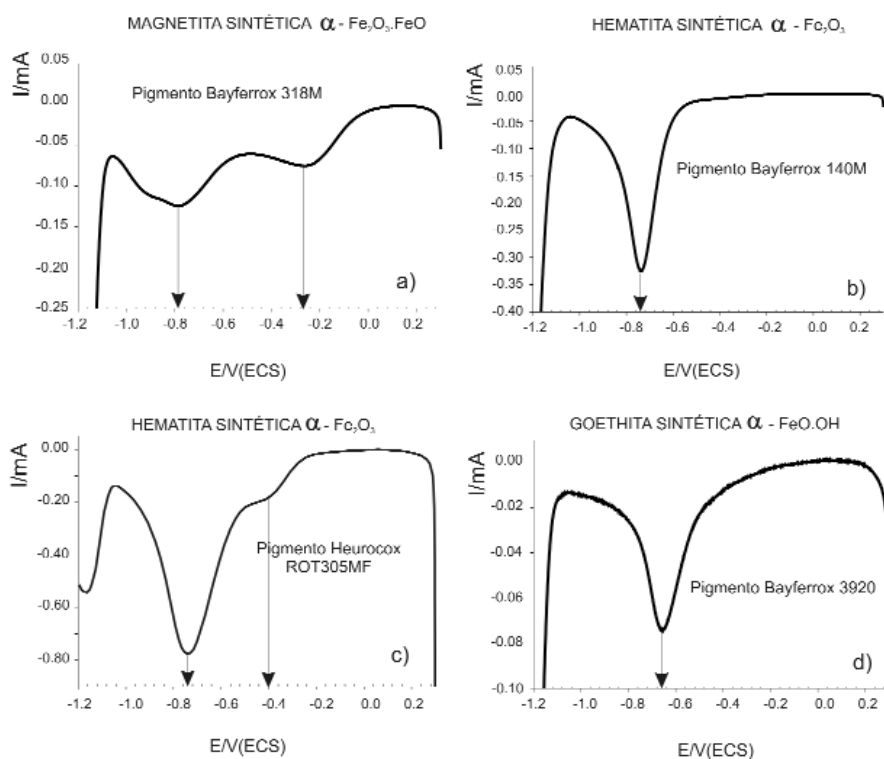 MAGNETITA SINTÉTICA α - Fe₂O₃.FeO
I/mA
0.05
0.00
-0.05
-0.10
-0.15
-0.20
-0.25
Pigmento Bayferrox 318M
a)
-1.2 -1.0 -0.8 -0.6 -0.4 -0.2 0.0 0.2
E/V(ECS)
HEMATITA SINTÉTICA α - Fe₂O₃
I/mA
0.05
0.00
-0.05
-0.10
-0.15
-0.20
-0.25
-0.30
-0.35
-0.40
Pigmento Bayferrox 140M
b)
-1.2 -1.0 -0.8 -0.6 -0.4 -0.2 0.0 0.2
E/V(ECS)
HEMATITA SINTÉTICA α - Fe₂O₃
I/mA
0.00
-0.20
-0.40
-0.60
-0.80
Pigmento Heurocox
ROT305MF
c)
-1.2 -1.0 -0.8 -0.6 -0.4 -0.2 0.0 0.2
E/V(ECS)
GOETHITA SINTÉTICA α - FeO.OH
I/mA
0.00
-0.02
-0.04
-0.06
-0.08
-0.10
Pigmento Bayferrox 3920
d)
-1.2 -1.0 -0.8 -0.6 -0.4 -0.2 0.0 0.2
E/V(ECS)